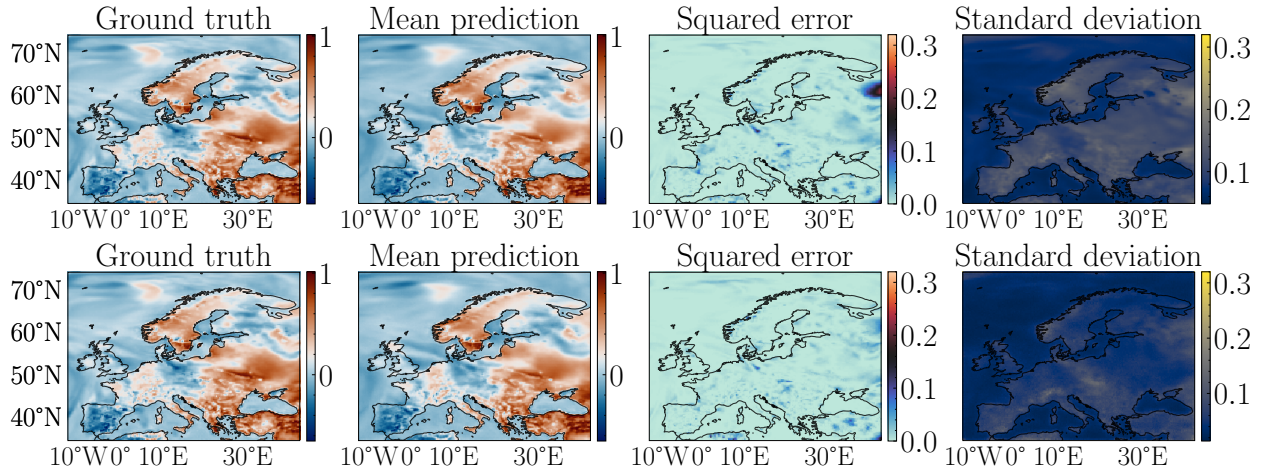 Ground truth Mean prediction Squared error Standard deviation
70°N 1 0.3 0.3
60°N 0.2 0.2
50°N 0 0.1 0.1
40°N 0.0
10°W 0° 10°E 30°E 10°W 0° 10°E 30°E 10°W 0° 10°E 30°E 10°W 0° 10°E 30°E
Ground truth Mean prediction Squared error Standard deviation
70°N 1 1 0.3 0.3
60°N 0.2 0.2
50°N 0 0 0.1 0.1
40°N 0.0
10°W 0° 10°E 30°E 10°W 0° 10°E 30°E 10°W 0° 10°E 30°E 10°W 0° 10°E 30°E